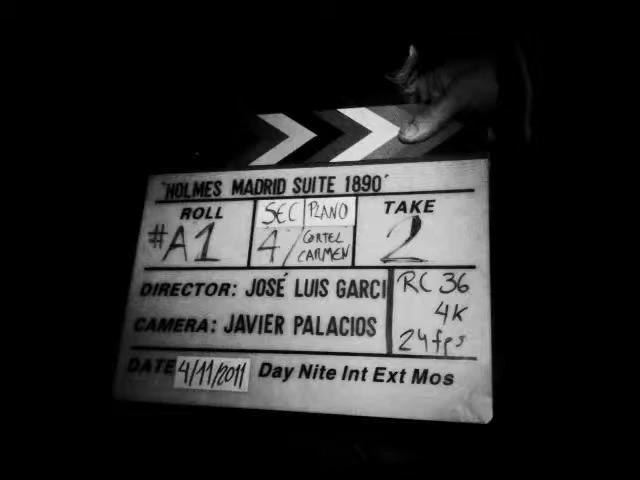 'HOLMES MADRID SUITE 1890'
ROLL SEC PLANO TAKE
#A1 4/ CORTEL CARMEN 2
DIRECTOR: JOSÉ LUIS GARCI RC 36
4K
CAMERA: JAVIER PALACIOS 24fps
DATE 4/11/2011 Day Nite Int Ext Mos